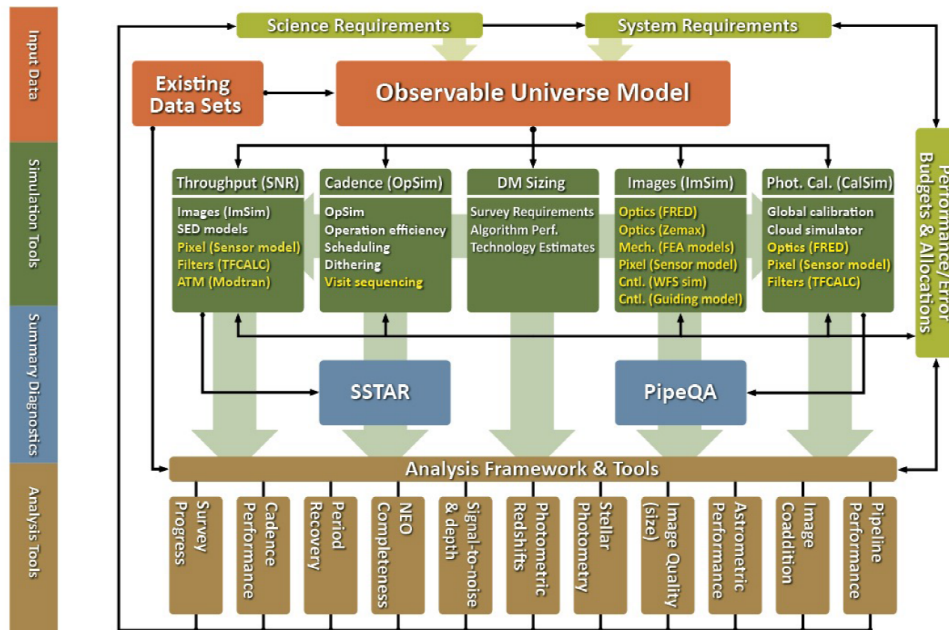 Input Data
Simulation Tools
Summary Diagnostics
Analysis Tools
Science Requirements
System Requirements
Existing
Data Sets
Observable Universe Model
Performance/Error
Budgets & Allocations
Throughput (SNR)
Images (ImSim)
SED models
Pixel (Sensor model)
Filters (TFCALC)
ATM (Modtran)
Cadence (OpSim)
OpSim
Operation efficiency
Scheduling
Dithering
Visit sequencing
DM Sizing
Survey Requirements
Algorithm Perf.
Technology Estimates
Images (ImSim)
Optics (FRED)
Optics (Zemax)
Mech. (FEA models)
Pixel (Sensor model)
Cntl. (WFS sim)
Cntl. (Guiding model)
Phot. Cal. (CalSim)
Global calibration
Cloud simulator
Optics (FRED)
Pixel (Sensor model)
Filters (TFCALC)
SSTAR
PipeQA
Analysis Framework & Tools
Survey
Progress
Cadence
Performance
Period
Recovery
NEO
Completeness
Signal-to-noise
& depth
Photometric
Redshifts
Stellar
Photometry
Image Quality
(size)
Astrometric
Performance
Image
Coaddition
Pipeline
Performance